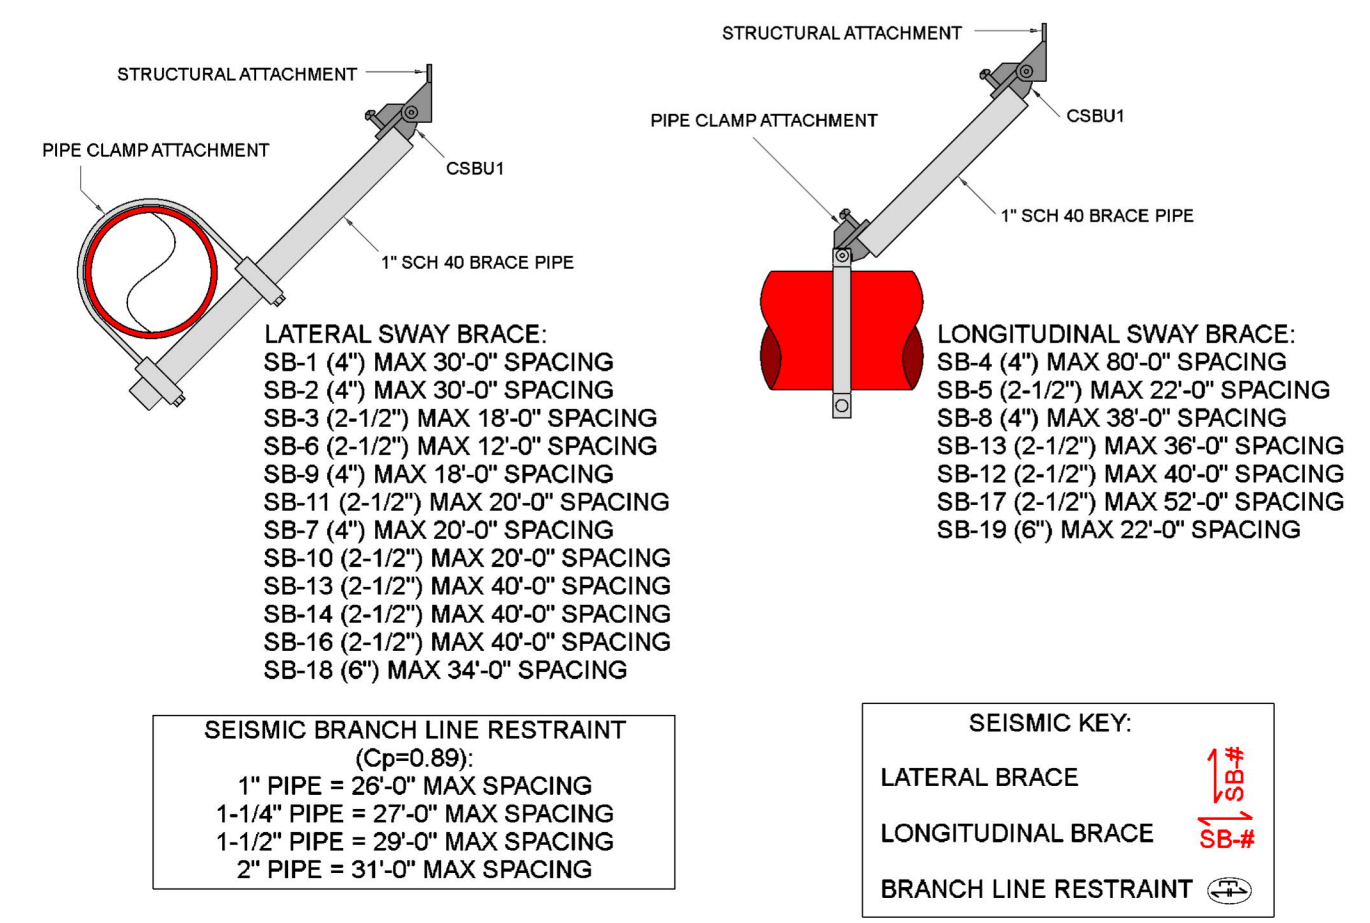 STRUCTURAL ATTACHMENT
PIPE CLAMP ATTACHMENT
CSBU1
1" SCH 40 BRACE PIPE
LATERAL SWAY BRACE:
SB-1 (4") MAX 30'-0" SPACING
SB-2 (4") MAX 30'-0" SPACING
SB-3 (2-1/2") MAX 18'-0" SPACING
SB-6 (2-1/2") MAX 12'-0" SPACING
SB-9 (4") MAX 18'-0" SPACING
SB-11 (2-1/2") MAX 20'-0" SPACING
SB-7 (4") MAX 20'-0" SPACING
SB-10 (2-1/2") MAX 20'-0" SPACING
SB-13 (2-1/2") MAX 40'-0" SPACING
SB-14 (2-1/2") MAX 40'-0" SPACING
SB-16 (2-1/2") MAX 40'-0" SPACING
SB-18 (6") MAX 34'-0" SPACING
STRUCTURAL ATTACHMENT
PIPE CLAMP ATTACHMENT
CSBU1
1" SCH 40 BRACE PIPE
LONGITUDINAL SWAY BRACE:
SB-4 (4") MAX 80'-0" SPACING
SB-5 (2-1/2") MAX 22'-0" SPACING
SB-8 (4") MAX 38'-0" SPACING
SB-13 (2-1/2") MAX 36'-0" SPACING
SB-12 (2-1/2") MAX 40'-0" SPACING
SB-17 (2-1/2") MAX 52'-0" SPACING
SB-19 (6") MAX 22'-0" SPACING
SEISMIC BRANCH LINE RESTRAINT
(Cp=0.89):
1" PIPE = 26'-0" MAX SPACING
1-1/4" PIPE = 27'-0" MAX SPACING
1-1/2" PIPE = 29'-0" MAX SPACING
2" PIPE = 31'-0" MAX SPACING
SEISMIC KEY:
LATERAL BRACE SB-#
LONGITUDINAL BRACE SB-#
BRANCH LINE RESTRAINT